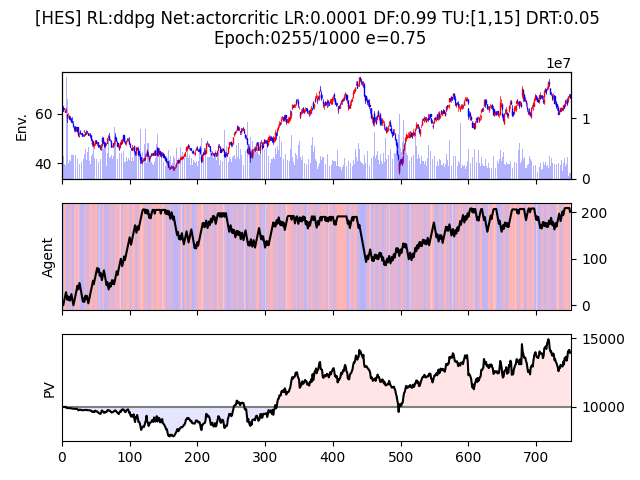 [HES] RL:ddpg Net:actorcritic LR:0.0001 DF:0.99 TU:[1,15] DRT:0.05
Epoch:0255/1000 e=0.75
1e7
Env.
60
40
1
0
Agent
200
100
0
PV
15000
10000
0 100 200 300 400 500 600 700